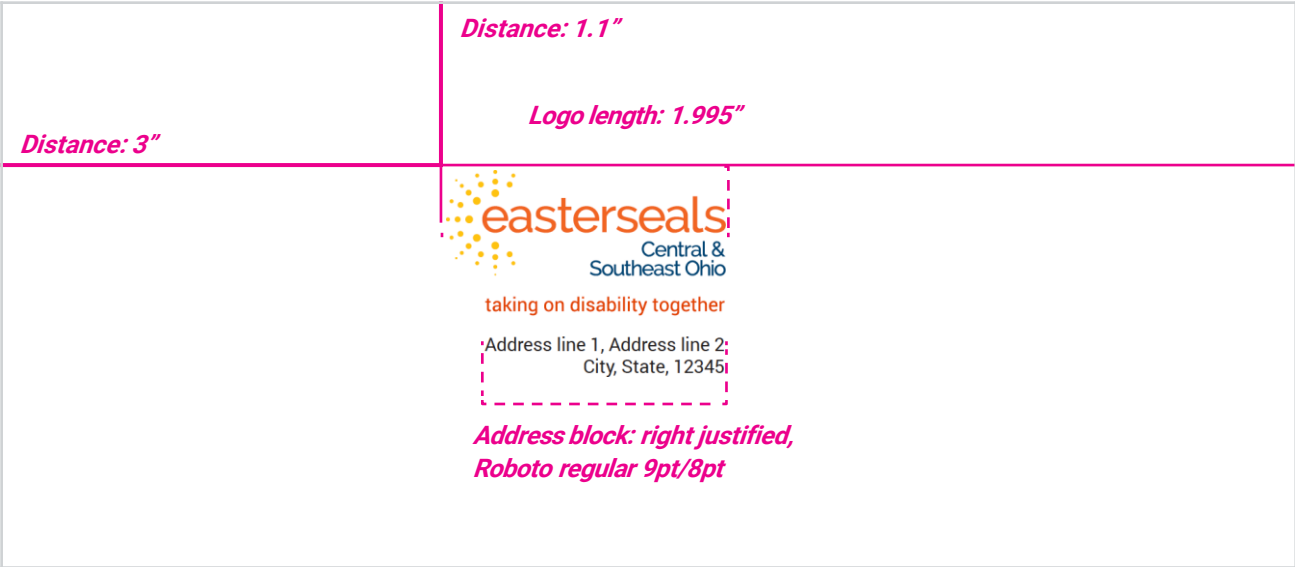 Distance: 1.1”
Logo length: 1.995”
Distance: 3”
easterseals
Central &
Southeast Ohio
taking on disability together
Address line 1, Address line 2
City, State, 12345
Address block: right justified,
Roboto regular 9pt/8pt